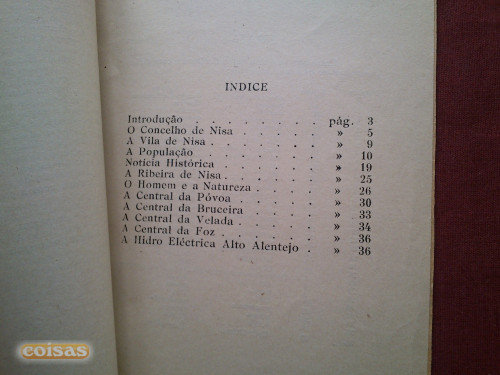 INDICE
Introdução . . . . . . . . pág. 3
O Concelho de Nisa . . . . . » 5
A Vila de Nisa . . . . . . » 9
A População . . . . . . . » 10
Notícia Histórica . . . . . . » 19
A Ribeira de Nisa . . . . . . » 25
O Homem e a Natureza . . . . » 26
A Central da Póvoa . . . . . » 30
A Central da Bruceira . . . . » 33
A Central da Velada . . . . . » 34
A Central da Foz . . . . . . » 36
A Hidro Eléctrica Alto Alentejo . » 36
coisas